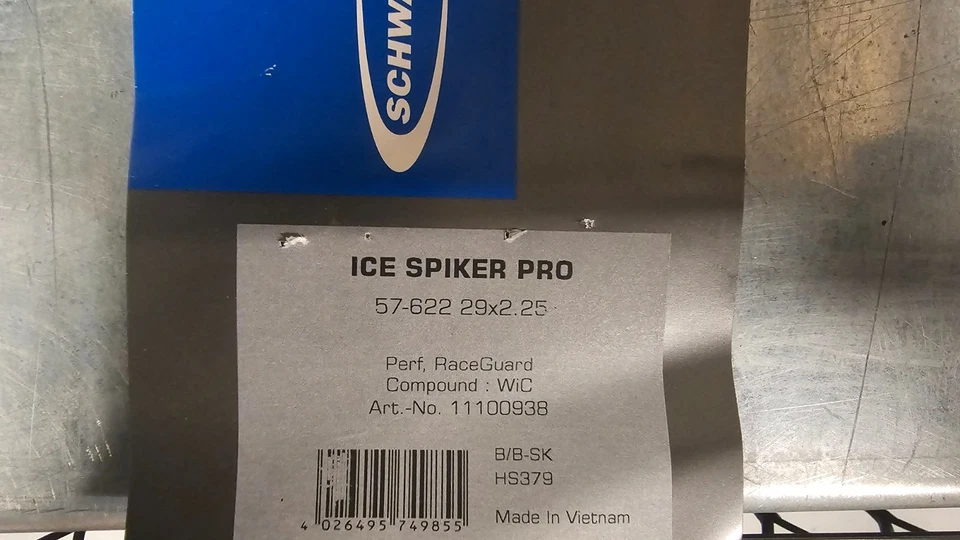 SCHWA
ICE SPIKER PRO
57-622 29x2.25
Perf, RaceGuard
Compound : WiC
Art.-No. 11100938
B/B-SK
HS379
Made In Vietnam
4 026495 749855